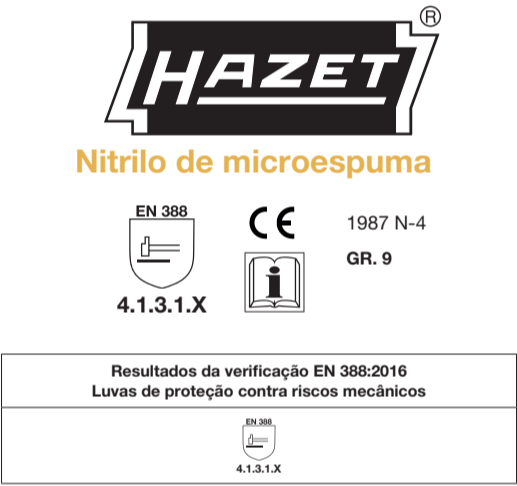 ®
HAZET
Nitrilo de microespuma
EN 388
CE
1987 N-4
i
GR. 9
4.1.3.1.X
Resultados da verificação EN 388:2016
Luvas de proteção contra riscos mecânicos
EN 388
4.1.3.1.X